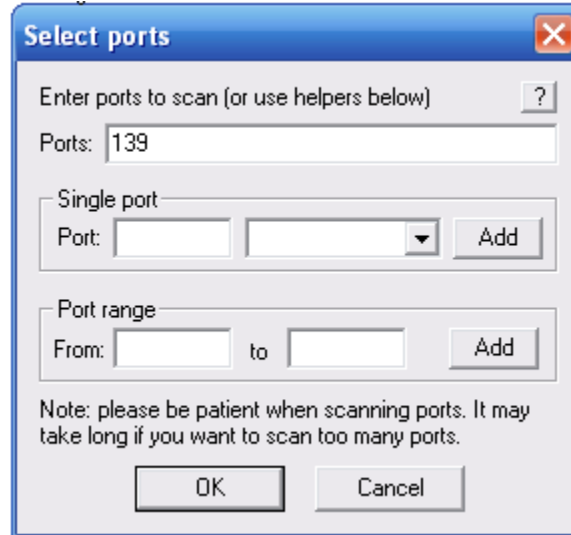 Select ports
Enter ports to scan (or use helpers below) ?
Ports: 139
Single port
Port: Add
Port range
From: to Add
Note: please be patient when scanning ports. It may
take long if you want to scan too many ports.
OK Cancel